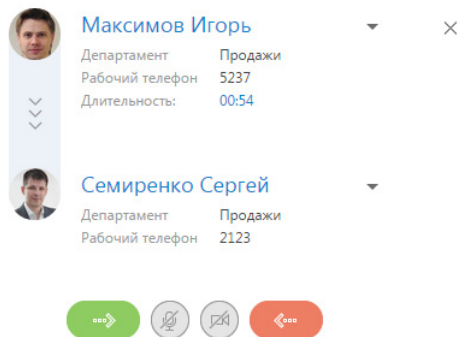 Максимов Игорь
Департамент Продажи
Рабочий телефон 5237
Длительность: 00:54
Семиренко Сергей
Департамент Продажи
Рабочий телефон 2123